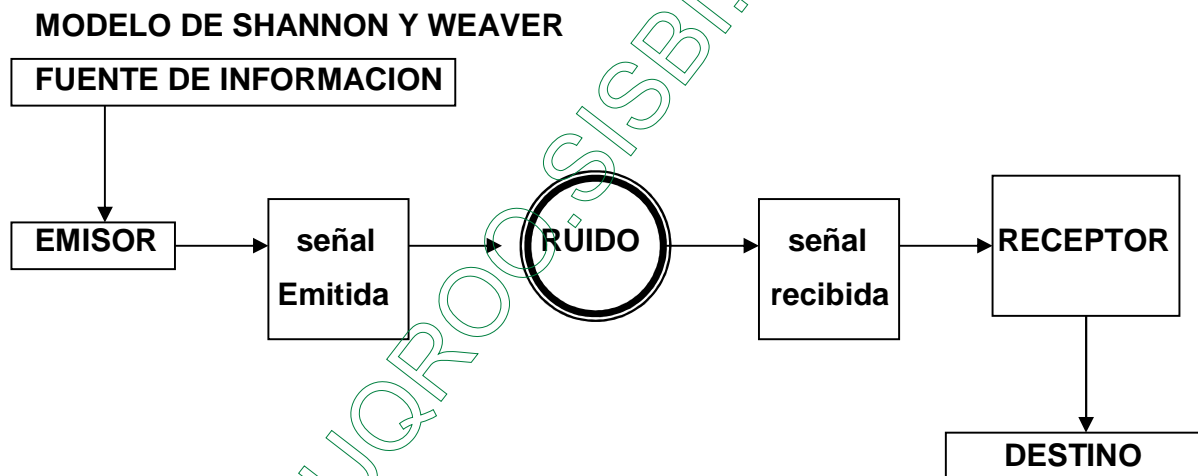 MODELO DE SHANNON Y WEAVER
FUENTE DE INFORMACION
EMISOR
señal
Emitida
RUIDO
señal
recibida
RECEPTOR
DESTINO
UQROO.SISBI.